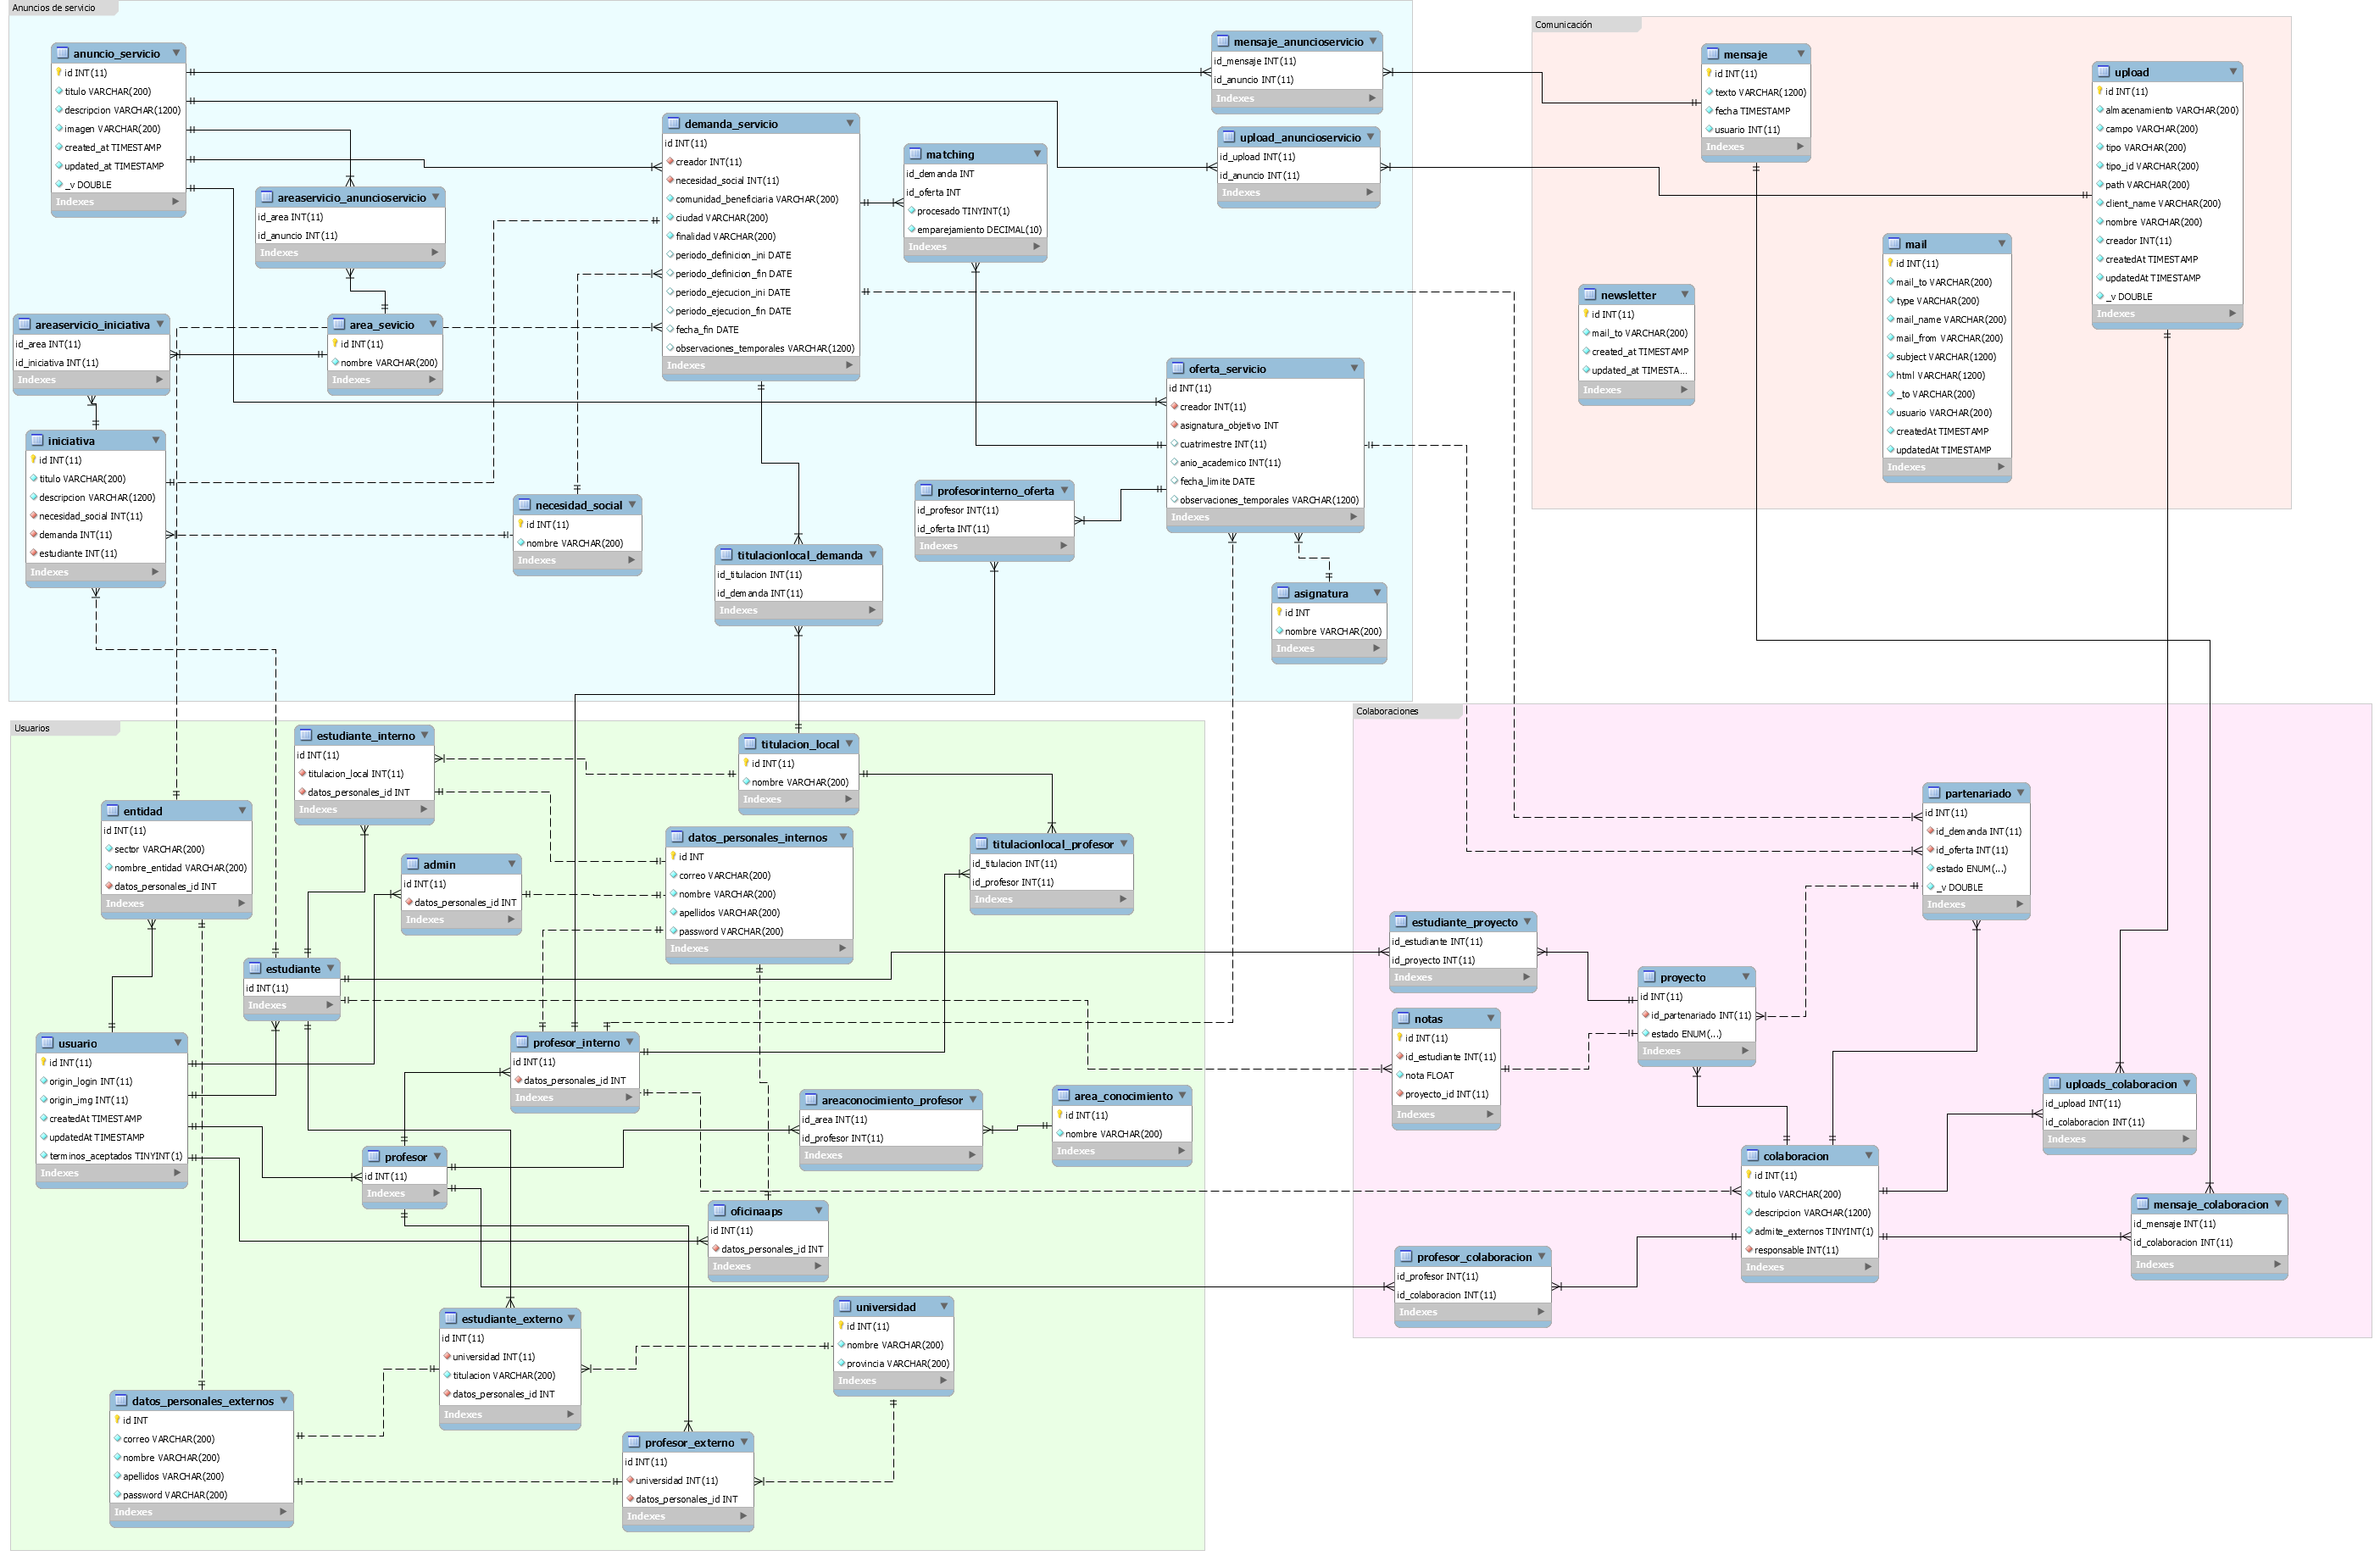 Anuncios de servicio
anuncio_servicio
id INT(11)
titulo VARCHAR(200)
descripcion VARCHAR(1200)
imagen VARCHAR(200)
created_at TIMESTAMP
updated_at TIMESTAMP
_v DOUBLE
Indexes
areaservicio_anuncioservicio
id_area INT(11)
id_anuncio INT(11)
Indexes
areaservicio_iniciativa
id_area INT(11)
id_iniciativa INT(11)
Indexes
area_sevicio
id INT(11)
nombre VARCHAR(200)
Indexes
iniciativa
id INT(11)
titulo VARCHAR(200)
descripcion VARCHAR(1200)
necesidad_social INT(11)
demanda INT(11)
estudiante INT(11)
Indexes
necesidad_social
id INT(11)
nombre VARCHAR(200)
Indexes
demanda_servicio
id INT(11)
creador INT(11)
necesidad_social INT(11)
comunidad_beneficiaria VARCHAR(200)
ciudad VARCHAR(200)
finalidad VARCHAR(200)
periodo_definicion_ini DATE
periodo_definicion_fin DATE
periodo_ejecucion_ini DATE
periodo_ejecucion_fin DATE
fecha_fin DATE
observaciones_temporales VARCHAR(1200)
Indexes
matching
id_demanda INT
id_oferta INT
procesado TINYINT(1)
emparejamiento DECIMAL(10)
Indexes
mensaje_anuncioservicio
id_mensaje INT(11)
id_anuncio INT(11)
Indexes
upload_anuncioservicio
id_upload INT(11)
id_anuncio INT(11)
Indexes
oferta_servicio
id INT(11)
creador INT(11)
asignatura_objetivo INT
cuatrimestre INT(11)
anio_academico INT(11)
fecha_limite DATE
observaciones_temporales VARCHAR(1200)
Indexes
profesorinterno_oferta
id_profesor INT(11)
id_oferta INT(11)
Indexes
titulacionlocal_demanda
id_titulacion INT(11)
id_demanda INT(11)
Indexes
asignatura
id INT
nombre VARCHAR(200)
Indexes
Comunicación
mensaje
id INT(11)
texto VARCHAR(1200)
fecha TIMESTAMP
usuario INT(11)
Indexes
upload
id INT(11)
almacenamiento VARCHAR(200)
campo VARCHAR(200)
tipo VARCHAR(200)
tipo_id VARCHAR(200)
path VARCHAR(200)
client_name VARCHAR(200)
nombre VARCHAR(200)
creador INT(11)
createdAt TIMESTAMP
updatedAt TIMESTAMP
_v DOUBLE
Indexes
mail
id INT(11)
mail_to VARCHAR(200)
type VARCHAR(200)
mail_name VARCHAR(200)
mail_from VARCHAR(200)
subject VARCHAR(1200)
html VARCHAR(1200)
_to VARCHAR(200)
usuario VARCHAR(200)
createdAt TIMESTAMP
updatedAt TIMESTAMP
Indexes
newsletter
id INT(11)
mail_to VARCHAR(200)
created_at TIMESTAMP
updated_at TIMESTA...
Indexes
Usuarios
estudiante_interno
id INT(11)
titulacion_local INT(11)
datos_personales_id INT
Indexes
titulacion_local
id INT(11)
nombre VARCHAR(200)
Indexes
entidad
id INT(11)
sector VARCHAR(200)
nombre_entidad VARCHAR(200)
datos_personales_id INT
Indexes
admin
id INT(11)
datos_personales_id INT
Indexes
datos_personales_internos
id INT
correo VARCHAR(200)
nombre VARCHAR(200)
apellidos VARCHAR(200)
password VARCHAR(200)
Indexes
titulacionlocal_profesor
id_titulacion INT(11)
id_profesor INT(11)
Indexes
estudiante
id INT(11)
Indexes
usuario
id INT(11)
origin_login INT(11)
origin_img INT(11)
createdAt TIMESTAMP
updatedAt TIMESTAMP
terminos_aceptados TINYINT(1)
Indexes
profesor_interno
id INT(11)
datos_personales_id INT
Indexes
areaconocimiento_profesor
id_area INT(11)
id_profesor INT(11)
Indexes
area_conocimiento
id INT(11)
nombre VARCHAR(200)
Indexes
profesor
id INT(11)
Indexes
oficinaaps
id INT(11)
datos_personales_id INT
Indexes
estudiante_externo
id INT(11)
universidad INT(11)
titulacion VARCHAR(200)
datos_personales_id INT
Indexes
universidad
id INT(11)
nombre VARCHAR(200)
provincia VARCHAR(200)
Indexes
datos_personales_externos
id INT
correo VARCHAR(200)
nombre VARCHAR(200)
apellidos VARCHAR(200)
password VARCHAR(200)
Indexes
profesor_externo
id INT(11)
universidad INT(11)
datos_personales_id INT
Indexes
Colaboraciones
partenariado
id INT(11)
id_demanda INT(11)
id_oferta INT(11)
estado ENUM(...)
_v DOUBLE
Indexes
estudiante_proyecto
id_estudiante INT(11)
id_proyecto INT(11)
Indexes
proyecto
id INT(11)
id_partenariado INT(11)
estado ENUM(...)
Indexes
notas
id INT(11)
id_estudiante INT(11)
nota FLOAT
proyecto_id INT(11)
Indexes
uploads_colaboracion
id_upload INT(11)
id_colaboracion INT(11)
Indexes
colaboracion
id INT(11)
titulo VARCHAR(200)
descripcion VARCHAR(1200)
admite_externos TINYINT(1)
responsable INT(11)
Indexes
mensaje_colaboracion
id_mensaje INT(11)
id_colaboracion INT(11)
Indexes
profesor_colaboracion
id_profesor INT(11)
id_colaboracion INT(11)
Indexes